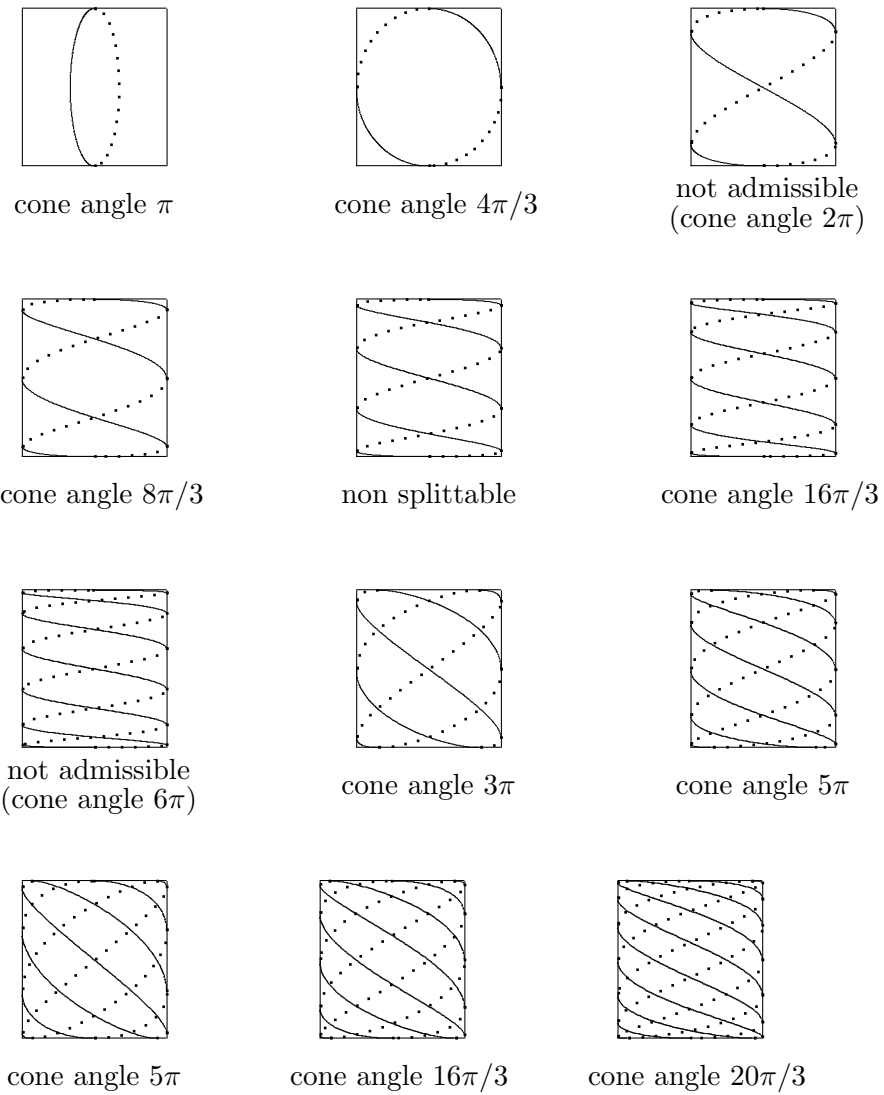 cone angle π
cone angle 4π/3
not admissible
(cone angle 2π)
cone angle 8π/3
non splittable
cone angle 16π/3
not admissible
(cone angle 6π)
cone angle 3π
cone angle 5π
cone angle 5π
cone angle 16π/3
cone angle 20π/3